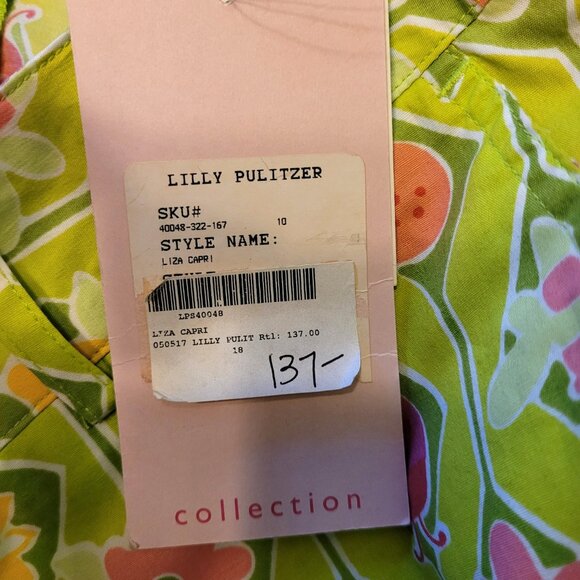 LILLY PULITZER
SKU#
40048-322-167 10
STYLE NAME:
LIZA CAPRI
LPS40048
LIZA CAPRI
050517 LILLY PULIT Rtl: 137.00
18
137-
collection